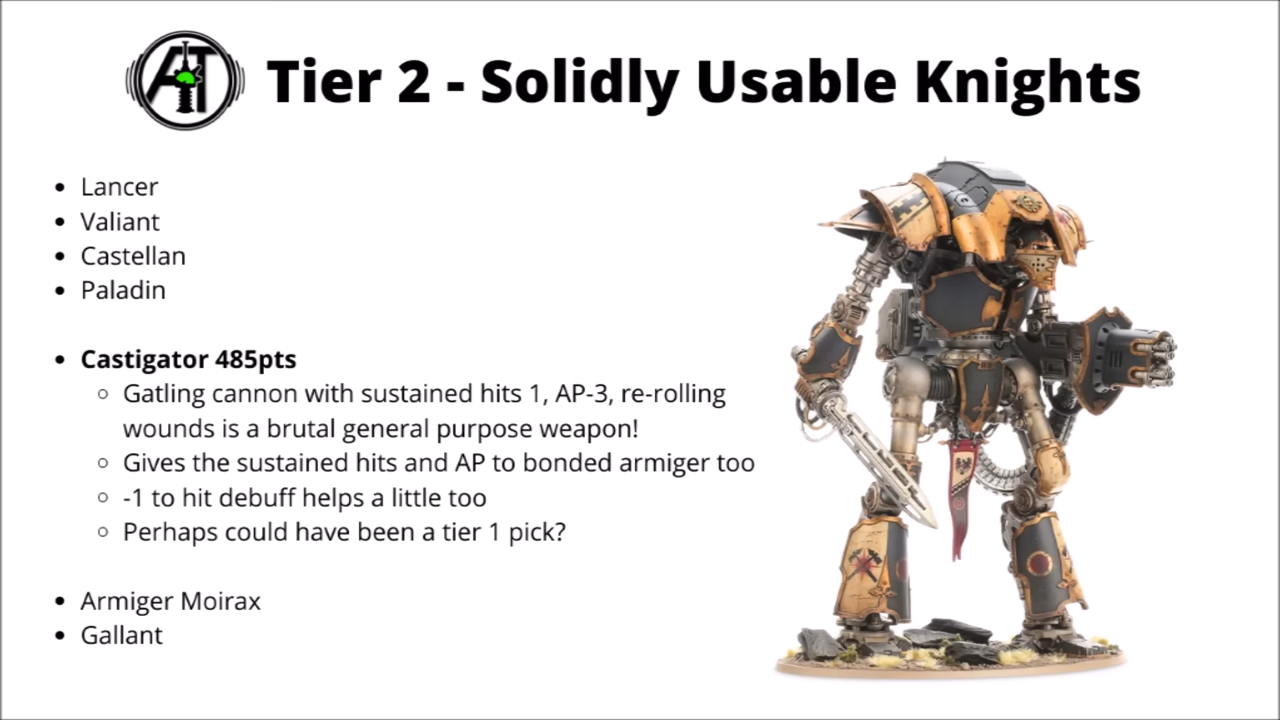 AT
Tier 2 - Solidly Usable Knights
• Lancer
• Valiant
• Castellan
• Paladin
• Castigator 485pts
◦ Gatling cannon with sustained hits 1, AP-3, re-rolling
wounds is a brutal general purpose weapon!
◦ Gives the sustained hits and AP to bonded armiger too
◦ -1 to hit debuff helps a little too
◦ Perhaps could have been a tier 1 pick?
• Armiger Moirax
• Gallant